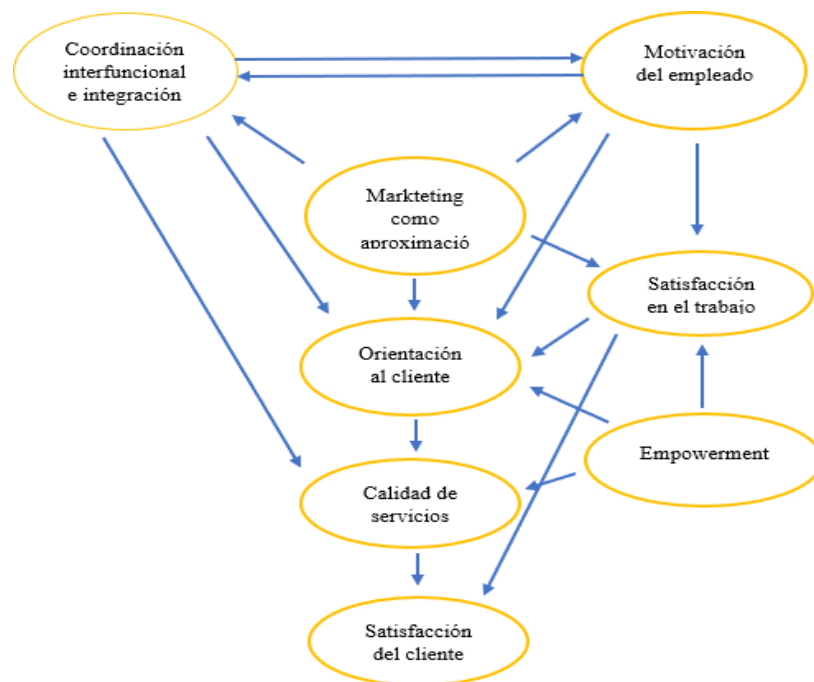 Coordinación
interfuncional
e integración
Motivación
del empleado
Markteting
como
aproximació
Satisfacción
en el trabajo
Orientación
al cliente
Empowerment
Calidad de
servicios
Satisfacción
del cliente